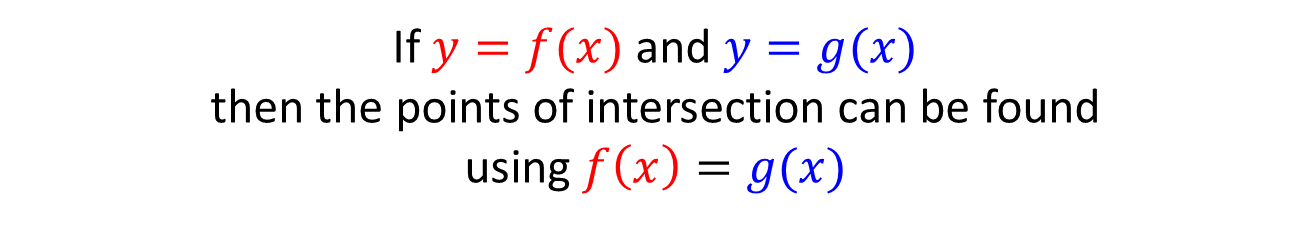 If y = f(x) and y = g(x)
then the points of intersection can be found
using f(x) = g(x)